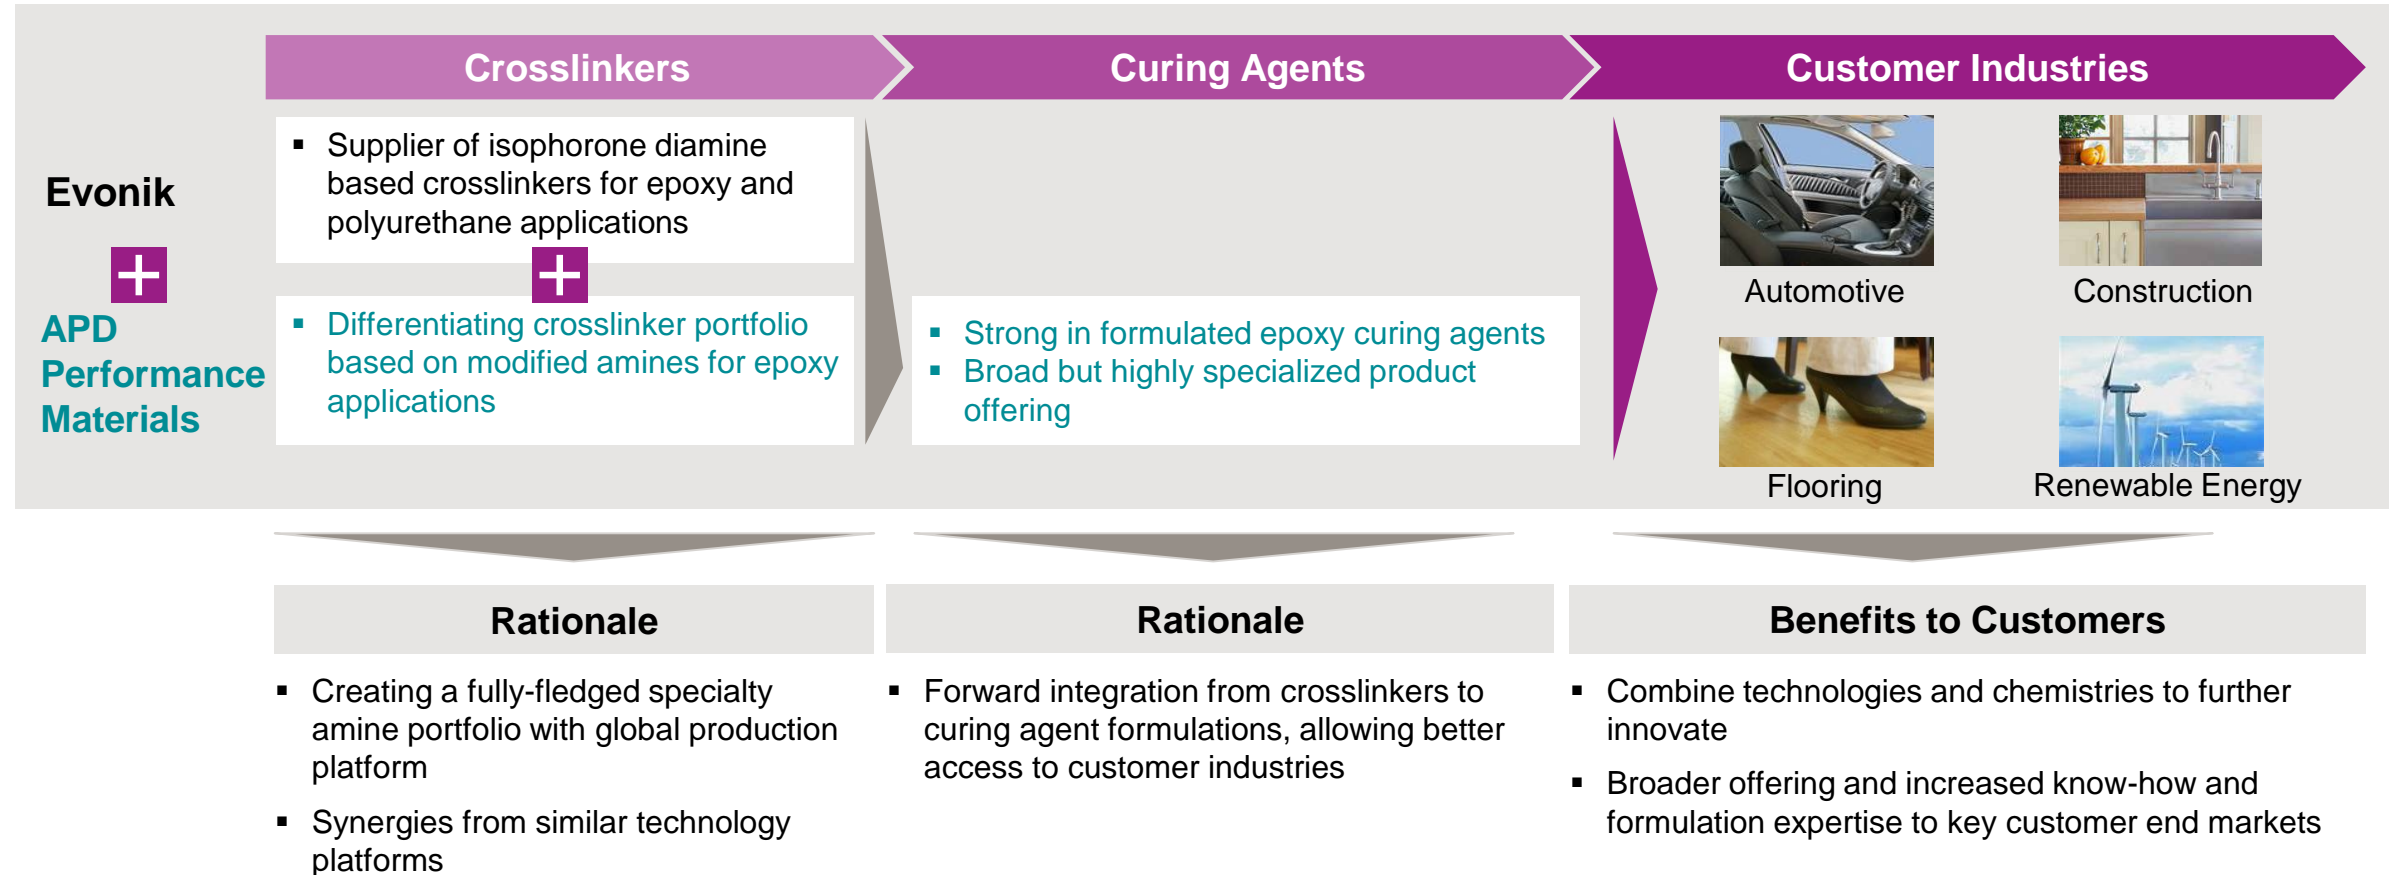 Crosslinkers
Curing Agents
Customer Industries
Evonik
APD
Performance
Materials
▪ Supplier of isophorone diamine
based crosslinkers for epoxy and
polyurethane applications
▪ Differentiating crosslinker portfolio
based on modified amines for epoxy
applications
▪ Strong in formulated epoxy curing agents
▪ Broad but highly specialized product
offering
Automotive
Construction
Flooring
Renewable Energy
Rationale
▪ Creating a fully-fledged specialty
amine portfolio with global production
platform
▪ Synergies from similar technology
platforms
Rationale
▪ Forward integration from crosslinkers to
curing agent formulations, allowing better
access to customer industries
Benefits to Customers
▪ Combine technologies and chemistries to further
innovate
▪ Broader offering and increased know-how and
formulation expertise to key customer end markets